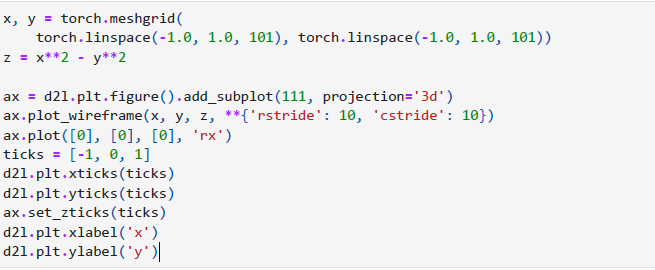 x, y = torch.meshgrid(
    torch.linspace(-1.0, 1.0, 101), torch.linspace(-1.0, 1.0, 101))
z = x**2 - y**2

ax = d2l.plt.figure().add_subplot(111, projection='3d')
ax.plot_wireframe(x, y, z, **{'rstride': 10, 'cstride': 10})
ax.plot([0], [0], [0], 'rx')
ticks = [-1, 0, 1]
d2l.plt.xticks(ticks)
d2l.plt.yticks(ticks)
ax.set_zticks(ticks)
d2l.plt.xlabel('x')
d2l.plt.ylabel('y')